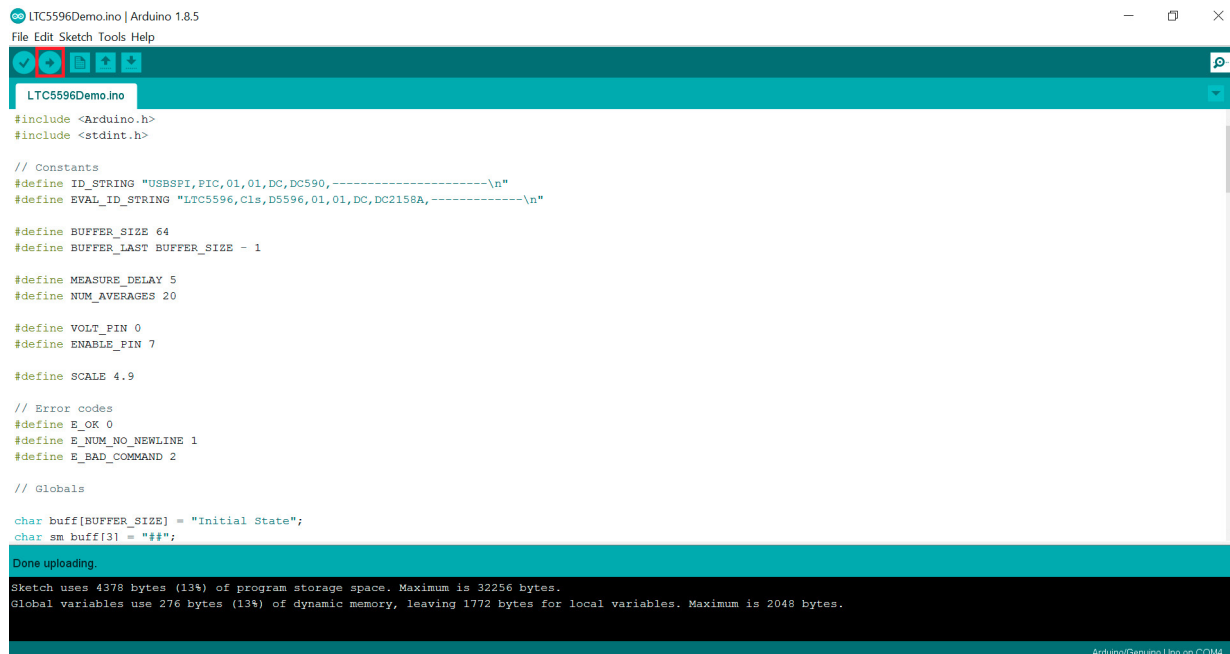 LTC5596Demo.ino | Arduino 1.8.5
File Edit Sketch Tools Help
LTC5596Demo.ino
#include <Arduino.h>
#include <stdint.h>
// Constants
#define ID_STRING "USBSPI,PIC,01,01,DC,DC590,----------------------\n"
#define EVAL_ID_STRING "LTC5596,Cls,D5596,01,01,DC,DC2158A,-------------\n"
#define BUFFER_SIZE 64
#define BUFFER_LAST BUFFER_SIZE - 1
#define MEASURE_DELAY 5
#define NUM_AVERAGES 20
#define VOLT_PIN 0
#define ENABLE_PIN 7
#define SCALE 4.9
// Error codes
#define E_OK 0
#define E_NUM_NO_NEWLINE 1
#define E_BAD_COMMAND 2
// Globals
char buff[BUFFER_SIZE] = "Initial State";
char sm_buff[3] = "##";
Done uploading.
Sketch uses 4378 bytes (13%) of program storage space. Maximum is 32256 bytes.
Global variables use 276 bytes (13%) of dynamic memory, leaving 1772 bytes for local variables. Maximum is 2048 bytes.
Arduino/Genuino Uno on COM4